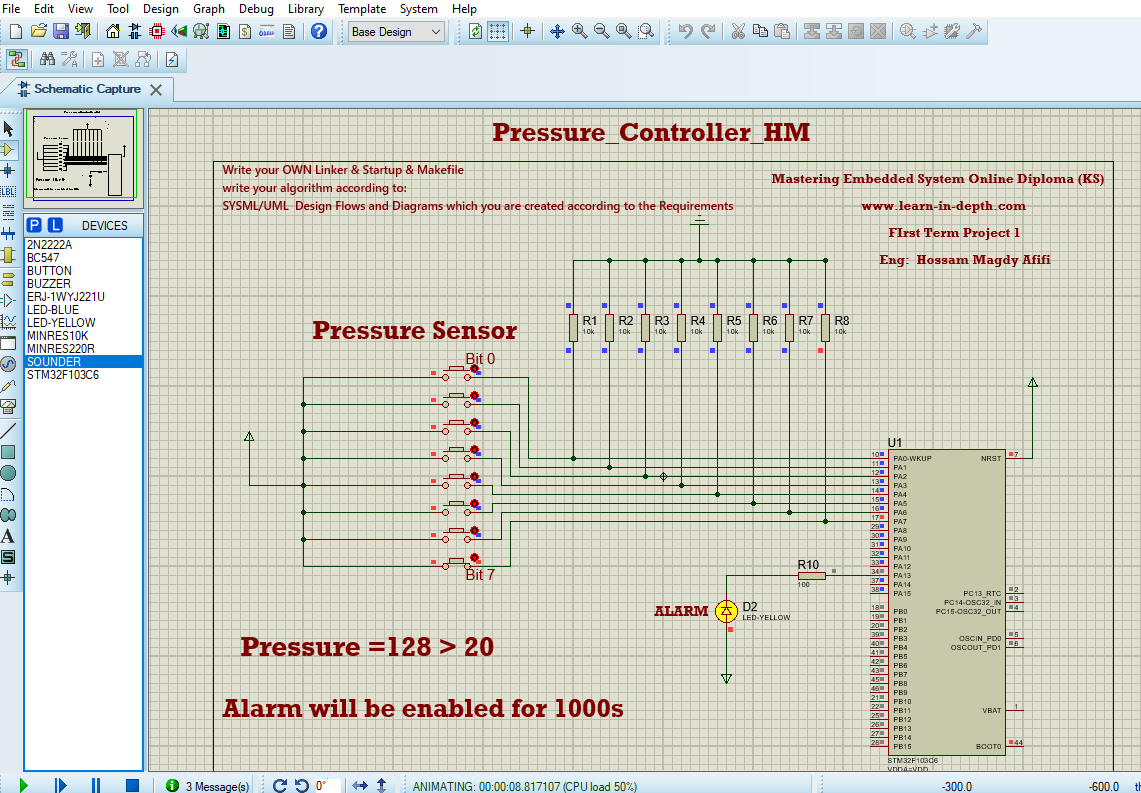 File Edit View Tool Design Graph Debug Library Template System Help
Base Design
Schematic Capture
P L DEVICES
2N2222A
BC547
BUTTON
BUZZER
ERJ-1WYJ221U
LED-BLUE
LED-YELLOW
MINRES10K
MINRES220R
SOUNDER
STM32F103C6
LBL
A
S
Pressure_Controller_HM
Write your OWN Linker & Startup & Makefile
write your algorithm according to:
SYSML/UML Design Flows and Diagrams which you are created according to the Requirements
Mastering Embedded System Online Diploma (KS)
www.learn-in-depth.com
FIrst Term Project 1
Eng: Hossam Magdy Afifi
R1 R2 R3 R4 R5 R6 R7 R8
10k 10k 10k 10k 10k 10k 10k 10k
Pressure Sensor
Bit 0
Bit 7
U1
10 PA0-WKUP NRST 7
11 PA1
12 PA2
13 PA3
14 PA4
15 PA5
16 PA6
17 PA7
29 PA8
30 PA9
31 PA10
32 PA11
33 PA12
34 PA13
37 PA14
38 PA15
PC13_RTC 2
PC14-OSC32_IN 3
PC15-OSC32_OUT 4
18 PB0
19 PB1
20 PB2
39 PB3
40 PB4
41 PB5
42 PB6
43 PB7
45 PB8
46 PB9
21 PB10
22 PB11
25 PB12
26 PB13
27 PB14
28 PB15
OSCIN_PD0 5
OSCOUT_PD1 6
VBAT 1
BOOT0 44
STM32F103C6
VDDA=VDD
R10
100
ALARM
D2
LED-YELLOW
Pressure =128 > 20
Alarm will be enabled for 1000s
3 Message(s) 0° ANIMATING: 00:00:08.817107 (CPU load 50%) -300.0 -600.0 th